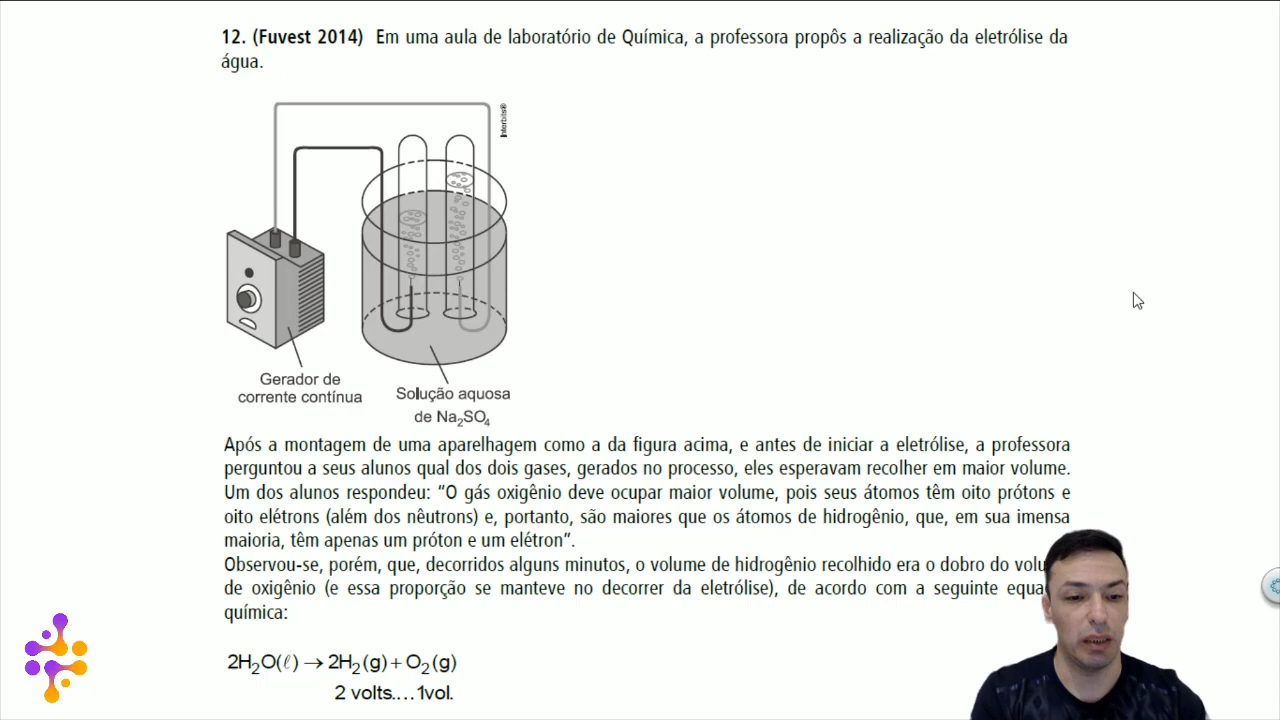 12. (Fuvest 2014) Em uma aula de laboratório de Química, a professora propôs a realização da eletrólise da
água.
Interbits®
Gerador de
corrente contínua
Solução aquosa
de Na₂SO₄
Após a montagem de uma aparelhagem como a da figura acima, e antes de iniciar a eletrólise, a professora
perguntou a seus alunos qual dos dois gases, gerados no processo, eles esperavam recolher em maior volume.
Um dos alunos respondeu: “O gás oxigênio deve ocupar maior volume, pois seus átomos têm oito prótons e
oito elétrons (além dos nêutrons) e, portanto, são maiores que os átomos de hidrogênio, que, em sua imensa
maioria, têm apenas um próton e um elétron”.
Observou-se, porém, que, decorridos alguns minutos, o volume de hidrogênio recolhido era o dobro do
de oxigênio (e essa proporção se manteve no decorrer da eletrólise), de acordo com a seguinte
química:
2H₂O(ℓ) → 2H₂(g) + O₂(g)
2 volts.…1vol.